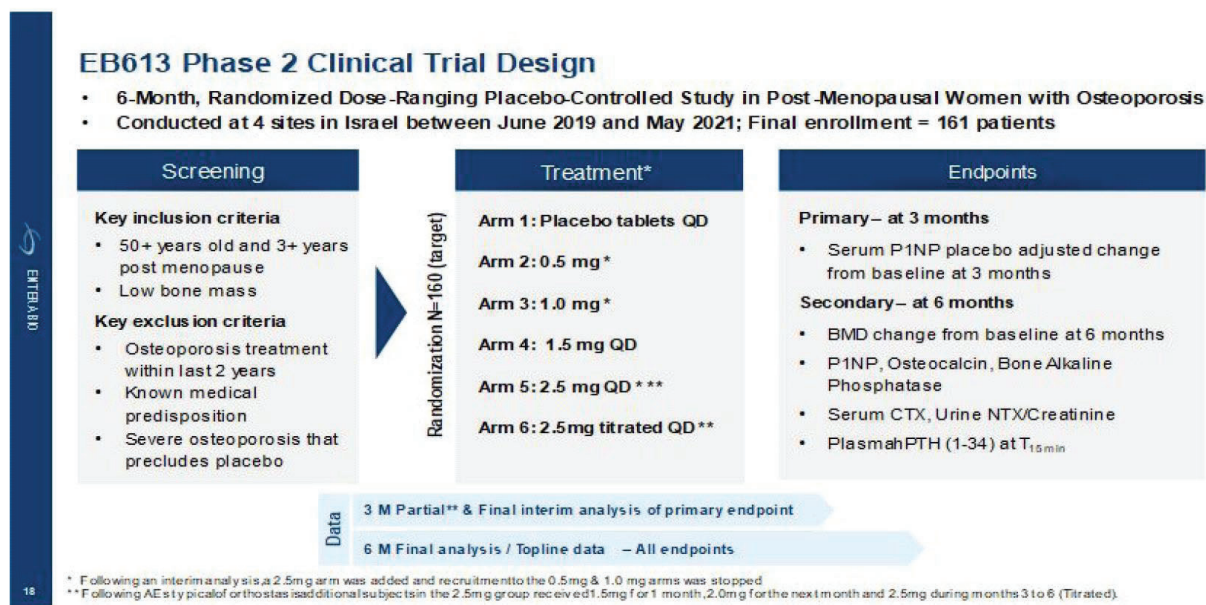 EB613 Phase 2 Clinical Trial Design
• 6-Month, Randomized Dose-Ranging Placebo-Controlled Study in Post-Menopausal Women with Osteoporosis
• Conducted at 4 sites in Israel between June 2019 and May 2021; Final enrollment = 161 patients
Screening
Key inclusion criteria
• 50+ years old and 3+ years
post menopause
• Low bone mass
Key exclusion criteria
• Osteoporosis treatment
within last 2 years
• Known medical
predisposition
• Severe osteoporosis that
precludes placebo
Randomization N=160 (target)
Treatment*
Arm 1: Placebo tablets QD
Arm 2: 0.5 mg*
Arm 3: 1.0 mg*
Arm 4: 1.5 mg QD
Arm 5: 2.5 mg QD * **
Arm 6: 2.5mg titrated QD**
Endpoints
Primary – at 3 months
• Serum P1NP placebo adjusted change
from baseline at 3 months
Secondary – at 6 months
• BMD change from baseline at 6 months
• P1NP, Osteocalcin, Bone Alkaline
Phosphatase
• Serum CTX, Urine NTX/Creatinine
• Plasma hPTH (1-34) at T15min
Data
3 M Partial** & Final interim analysis of primary endpoint
6 M Final analysis / Topline data – All endpoints
* Following an interim analysis, a 2.5mg arm was added and recruitment to the 0.5mg & 1.0 mg arms was stopped
** Following AEs typical of orthostasis additional subjects in the 2.5mg group received 1.5mg for 1 month, 2.0mg for the next month and 2.5mg during months 3 to 6 (Titrated).
ENTERA BIO
18